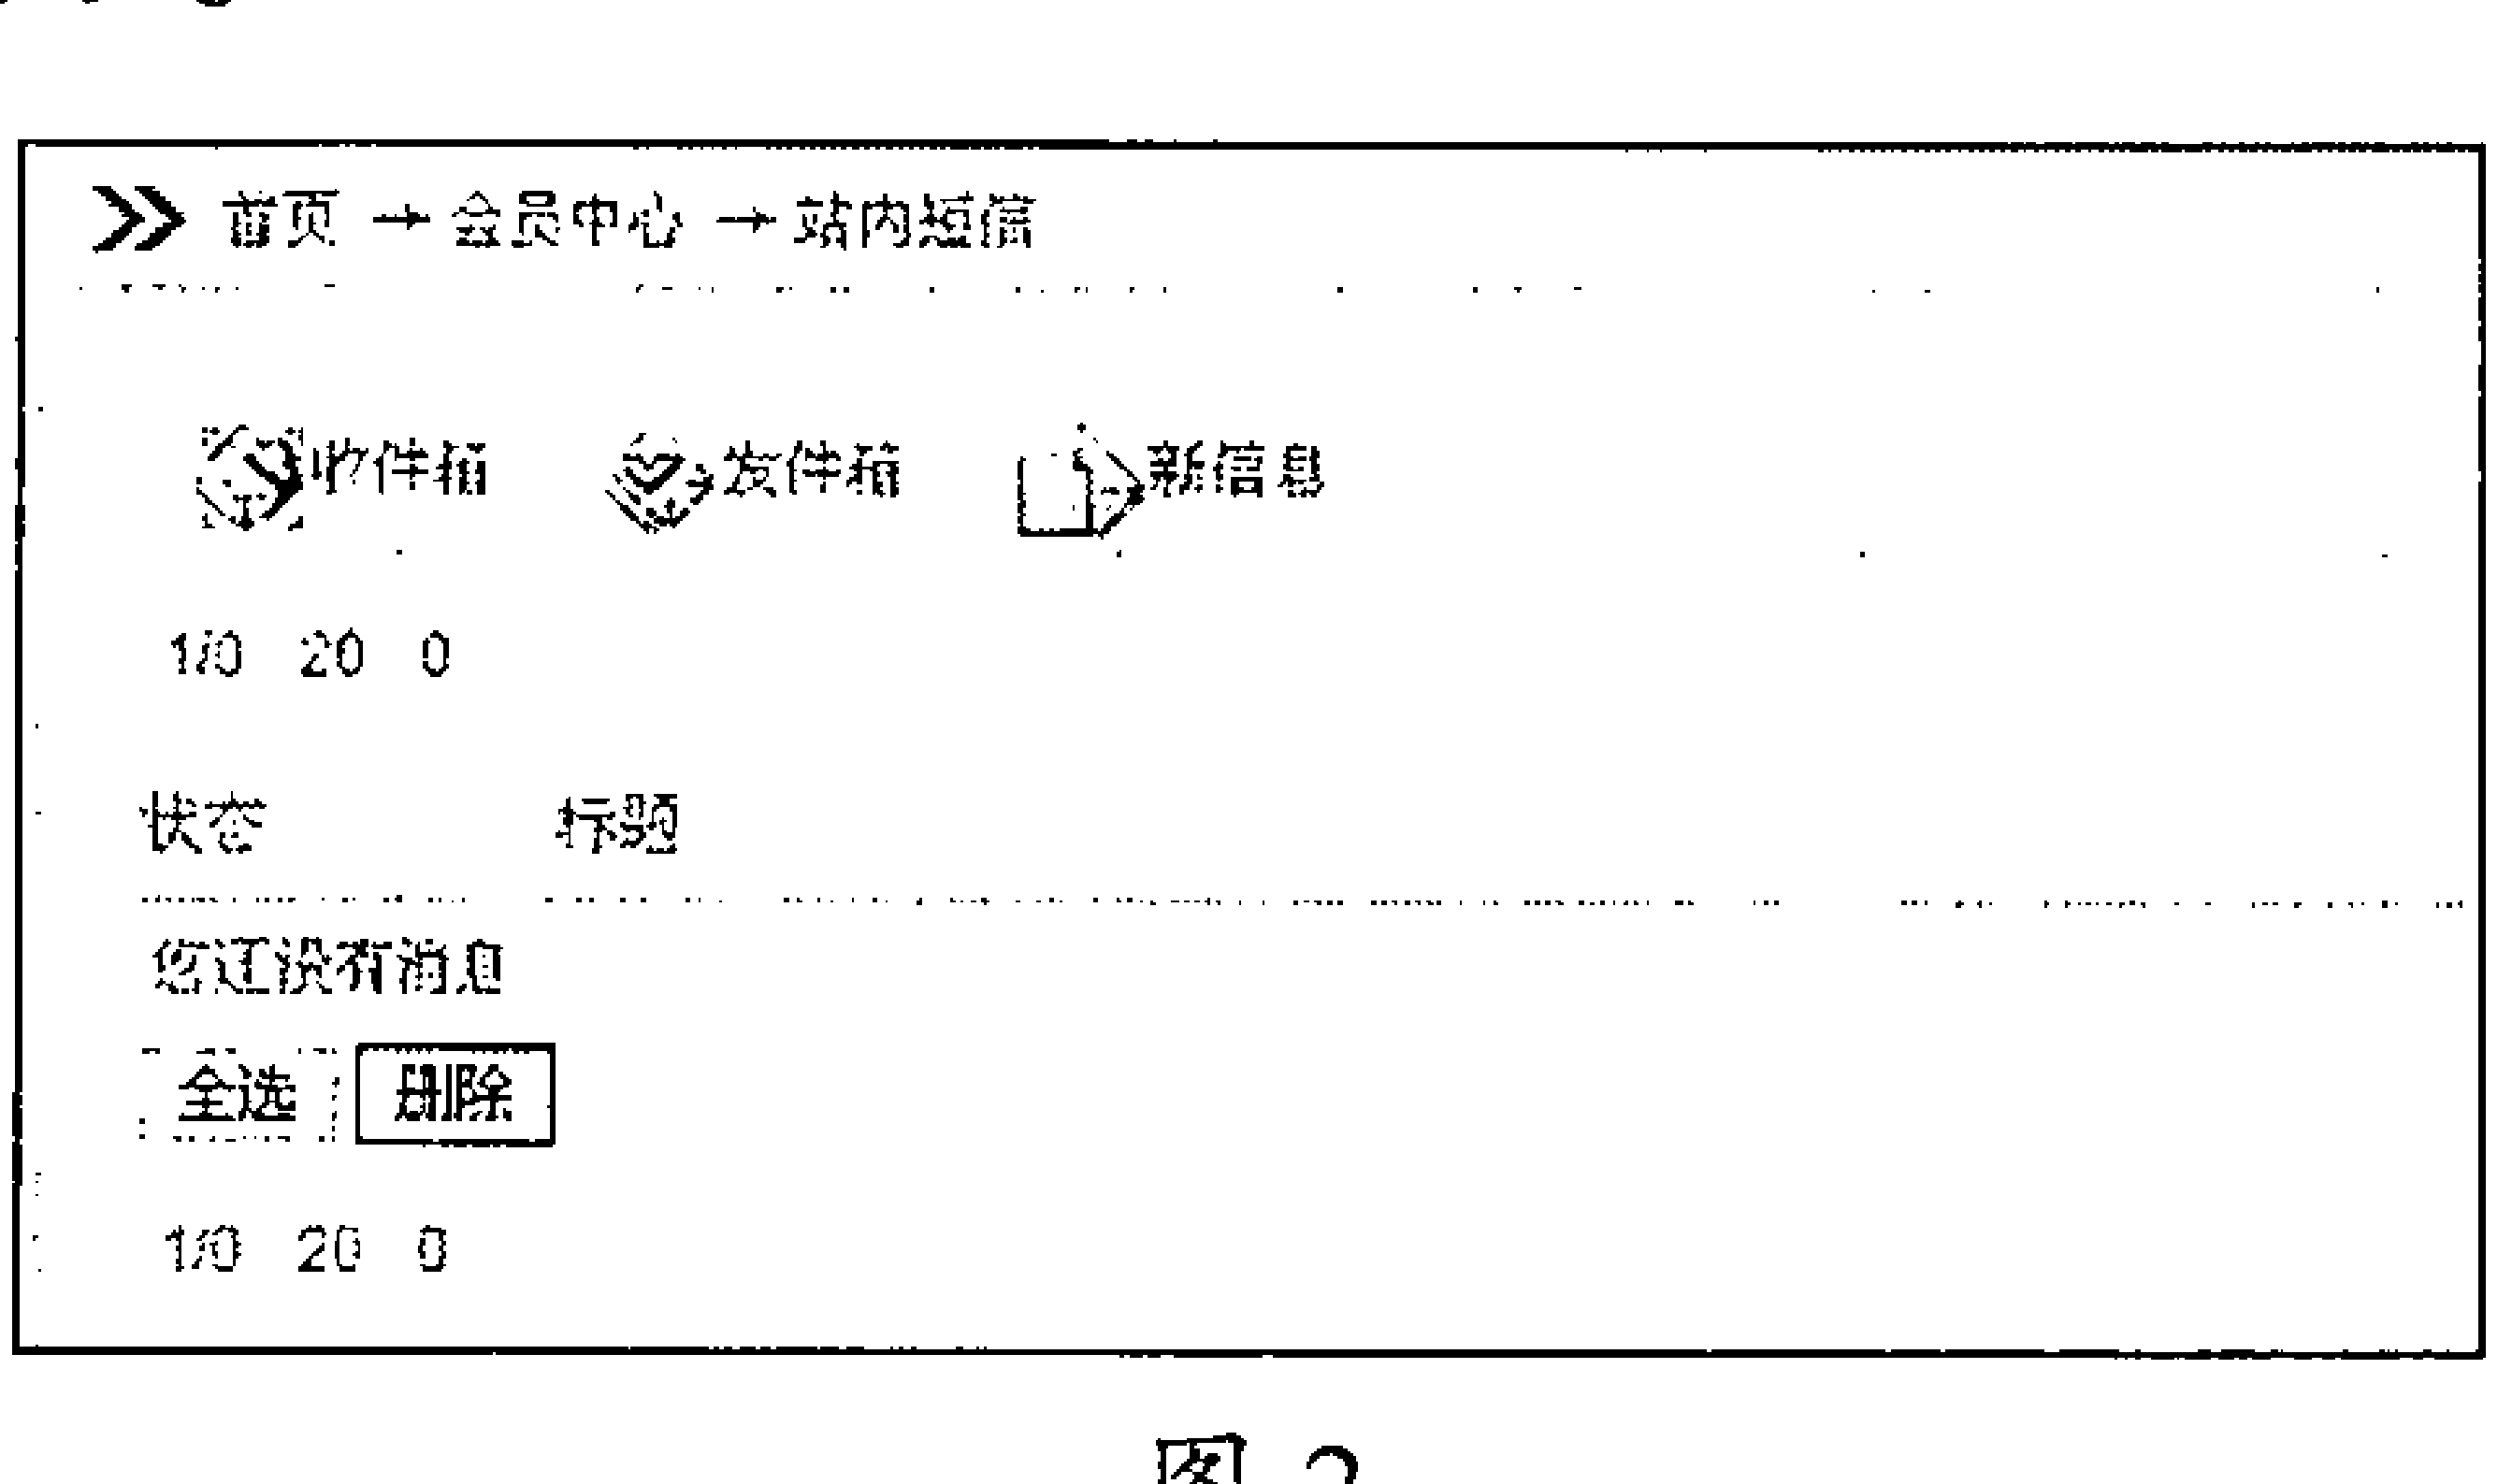 » 首页 → 会员中心 → 站内短信
收件箱 发件箱 新信息
1/0 20 0
状态 标题
您还没有消息
全选 删除
1/0 20 0
图